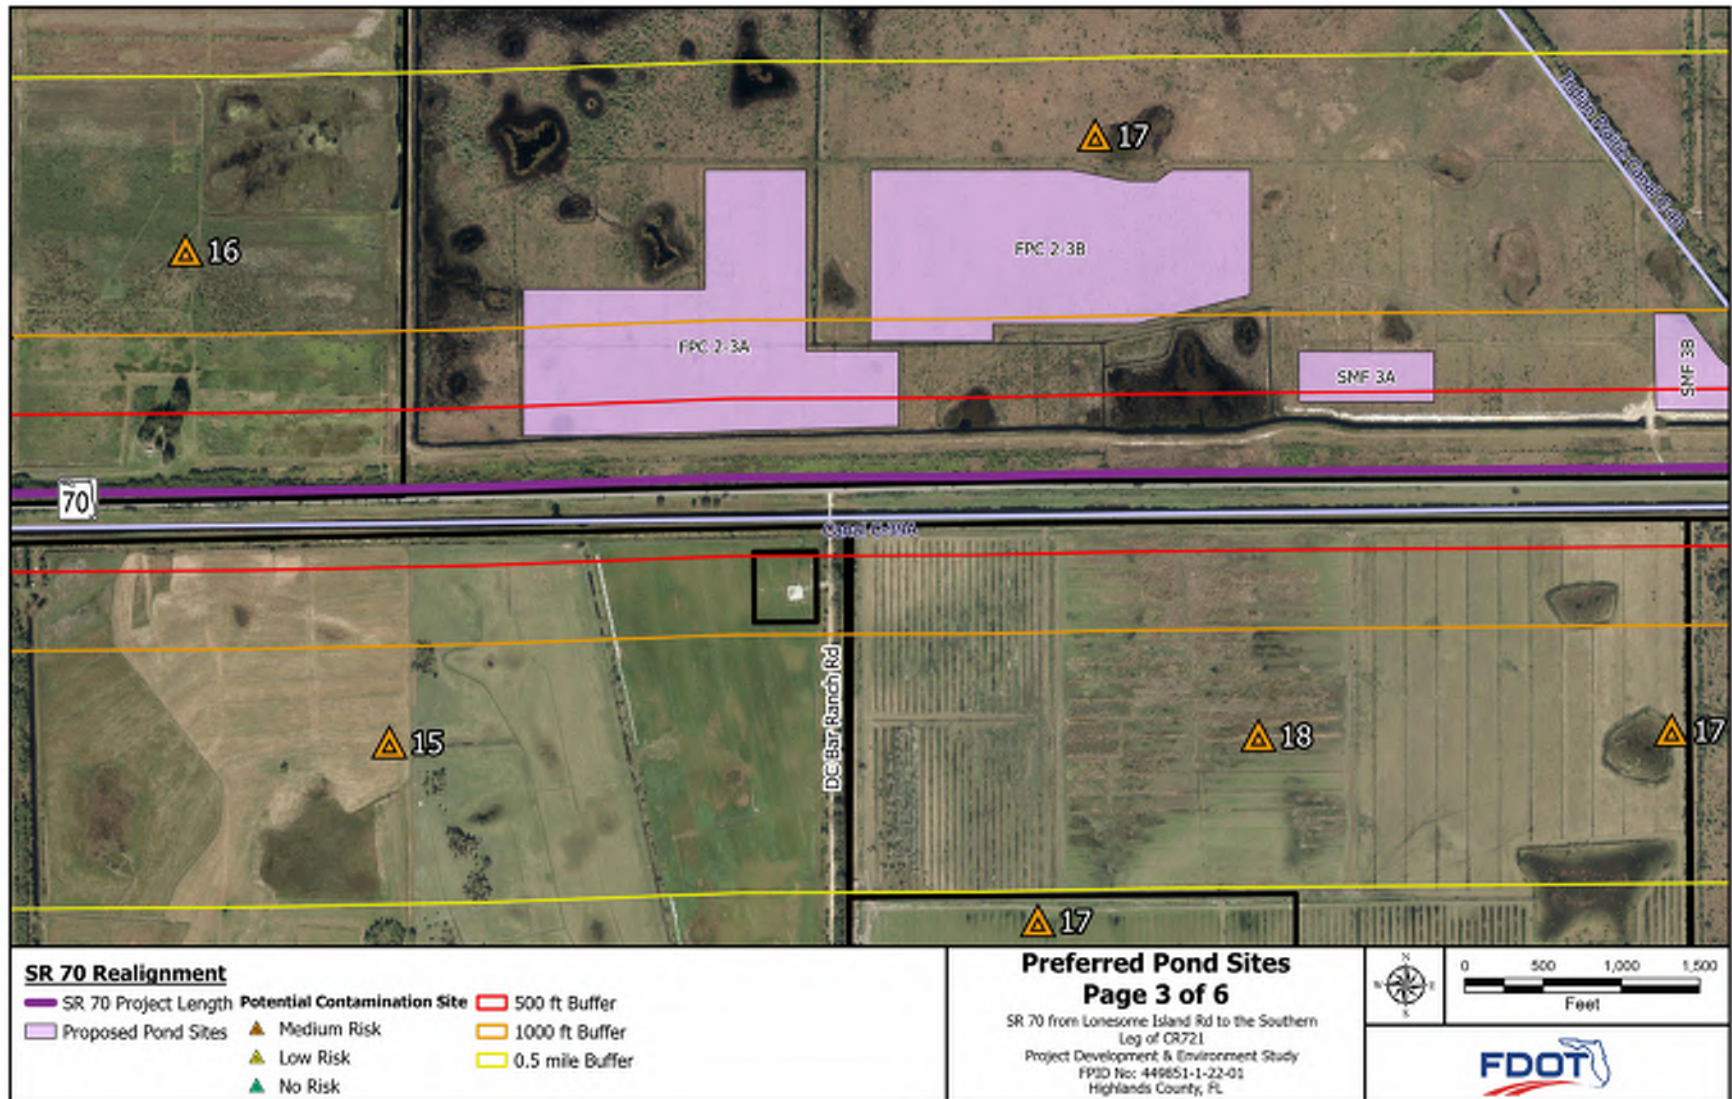 17
16
FPC 2-3B
FPC 2-3A
SMF 3A
SMF 3B
70
DC Bar Ranch Rd
15
18
17
17
SR 70 Realignment
SR 70 Project Length
Proposed Pond Sites
Potential Contamination Site
Medium Risk
Low Risk
No Risk
500 ft Buffer
1000 ft Buffer
0.5 mile Buffer
Preferred Pond Sites
Page 3 of 6
SR 70 from Lonesome Island Rd to the Southern
Leg of CR721
Project Development & Environment Study
FPID No: 449851-1-22-01
Highlands County, FL
N
W E
S
0 500 1,000 1,500
Feet
FDOT